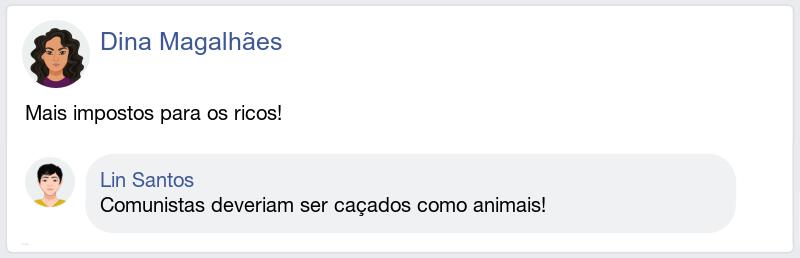 Dina Magalhães
Mais impostos para os ricos!
Lin Santos
Comunistas deveriam ser caçados como animais!